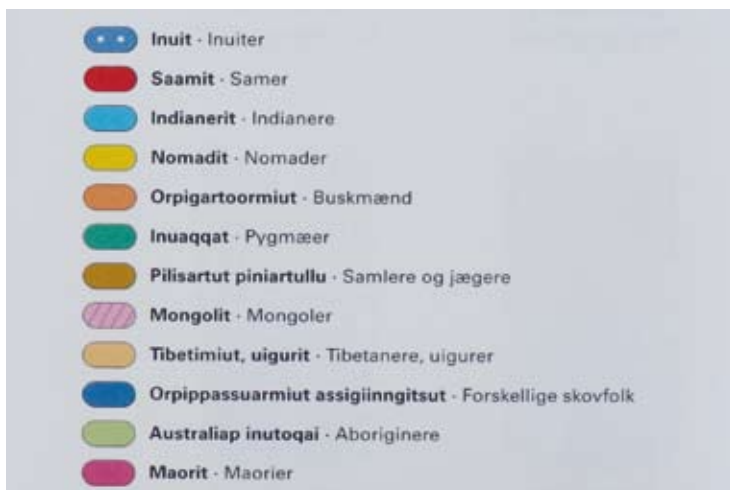 Inuit · Inuiter
Saamit · Samer
Indianerit · Indianere
Nomadit · Nomader
Orpigartoormiut · Buskmænd
Inuaqqat · Pygmæer
Pilisartut piniartullu · Samlere og jægere
Mongolit · Mongoler
Tibetimiut, uigurit · Tibetanere, uigurer
Orpippassuarmiut assigiinngitsut · Forskellige skovfolk
Australiap inutoqai · Aboriginere
Maorit · Maorier